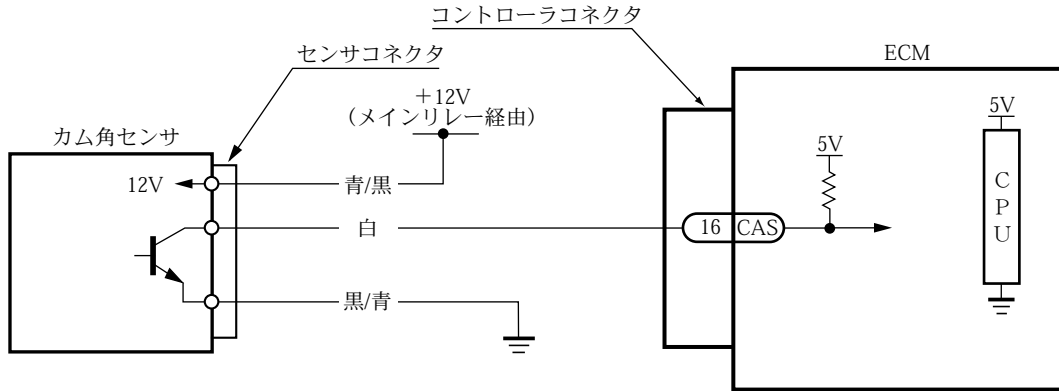 コントローラコネクタ
センサコネクタ
ECM
+12V
(メインリレー経由)
5V
カム角センサ
5V
12V
青/黒
CPU
白
16
CAS
黒/青